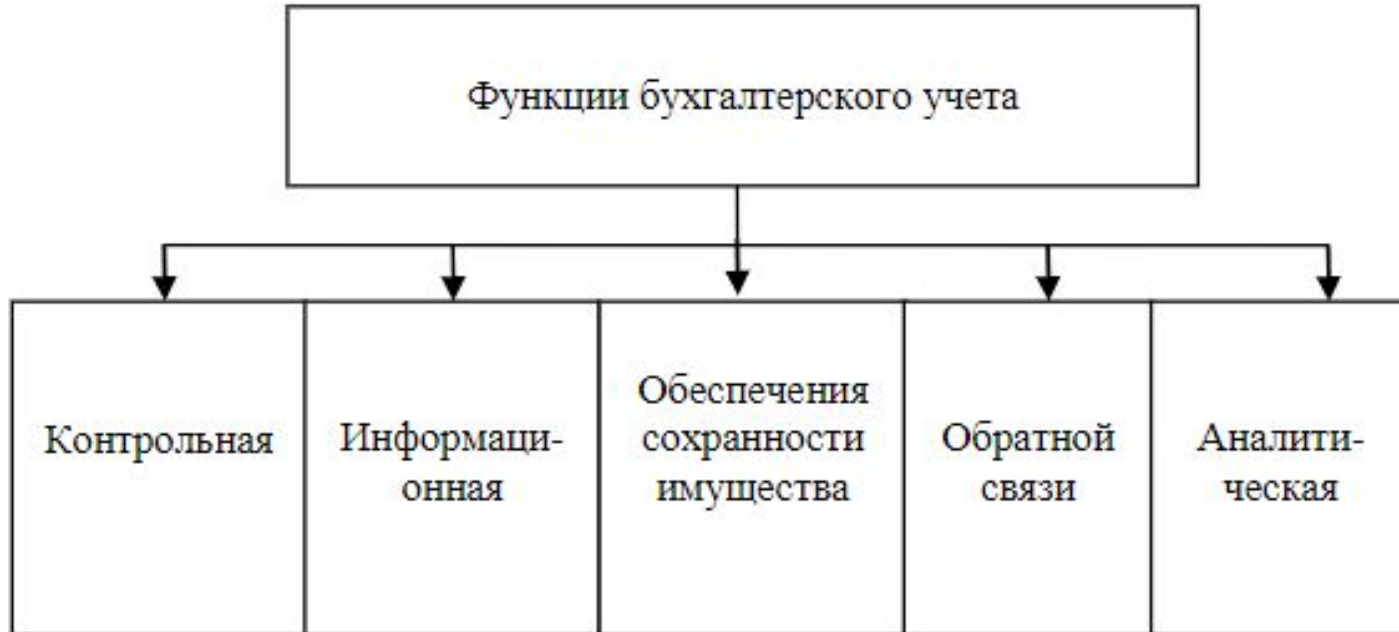 Функции бухгалтерского учета
Контрольная
Информаци-
онная
Обеспечения
сохранности
имущества
Обратной
связи
Аналити-
ческая